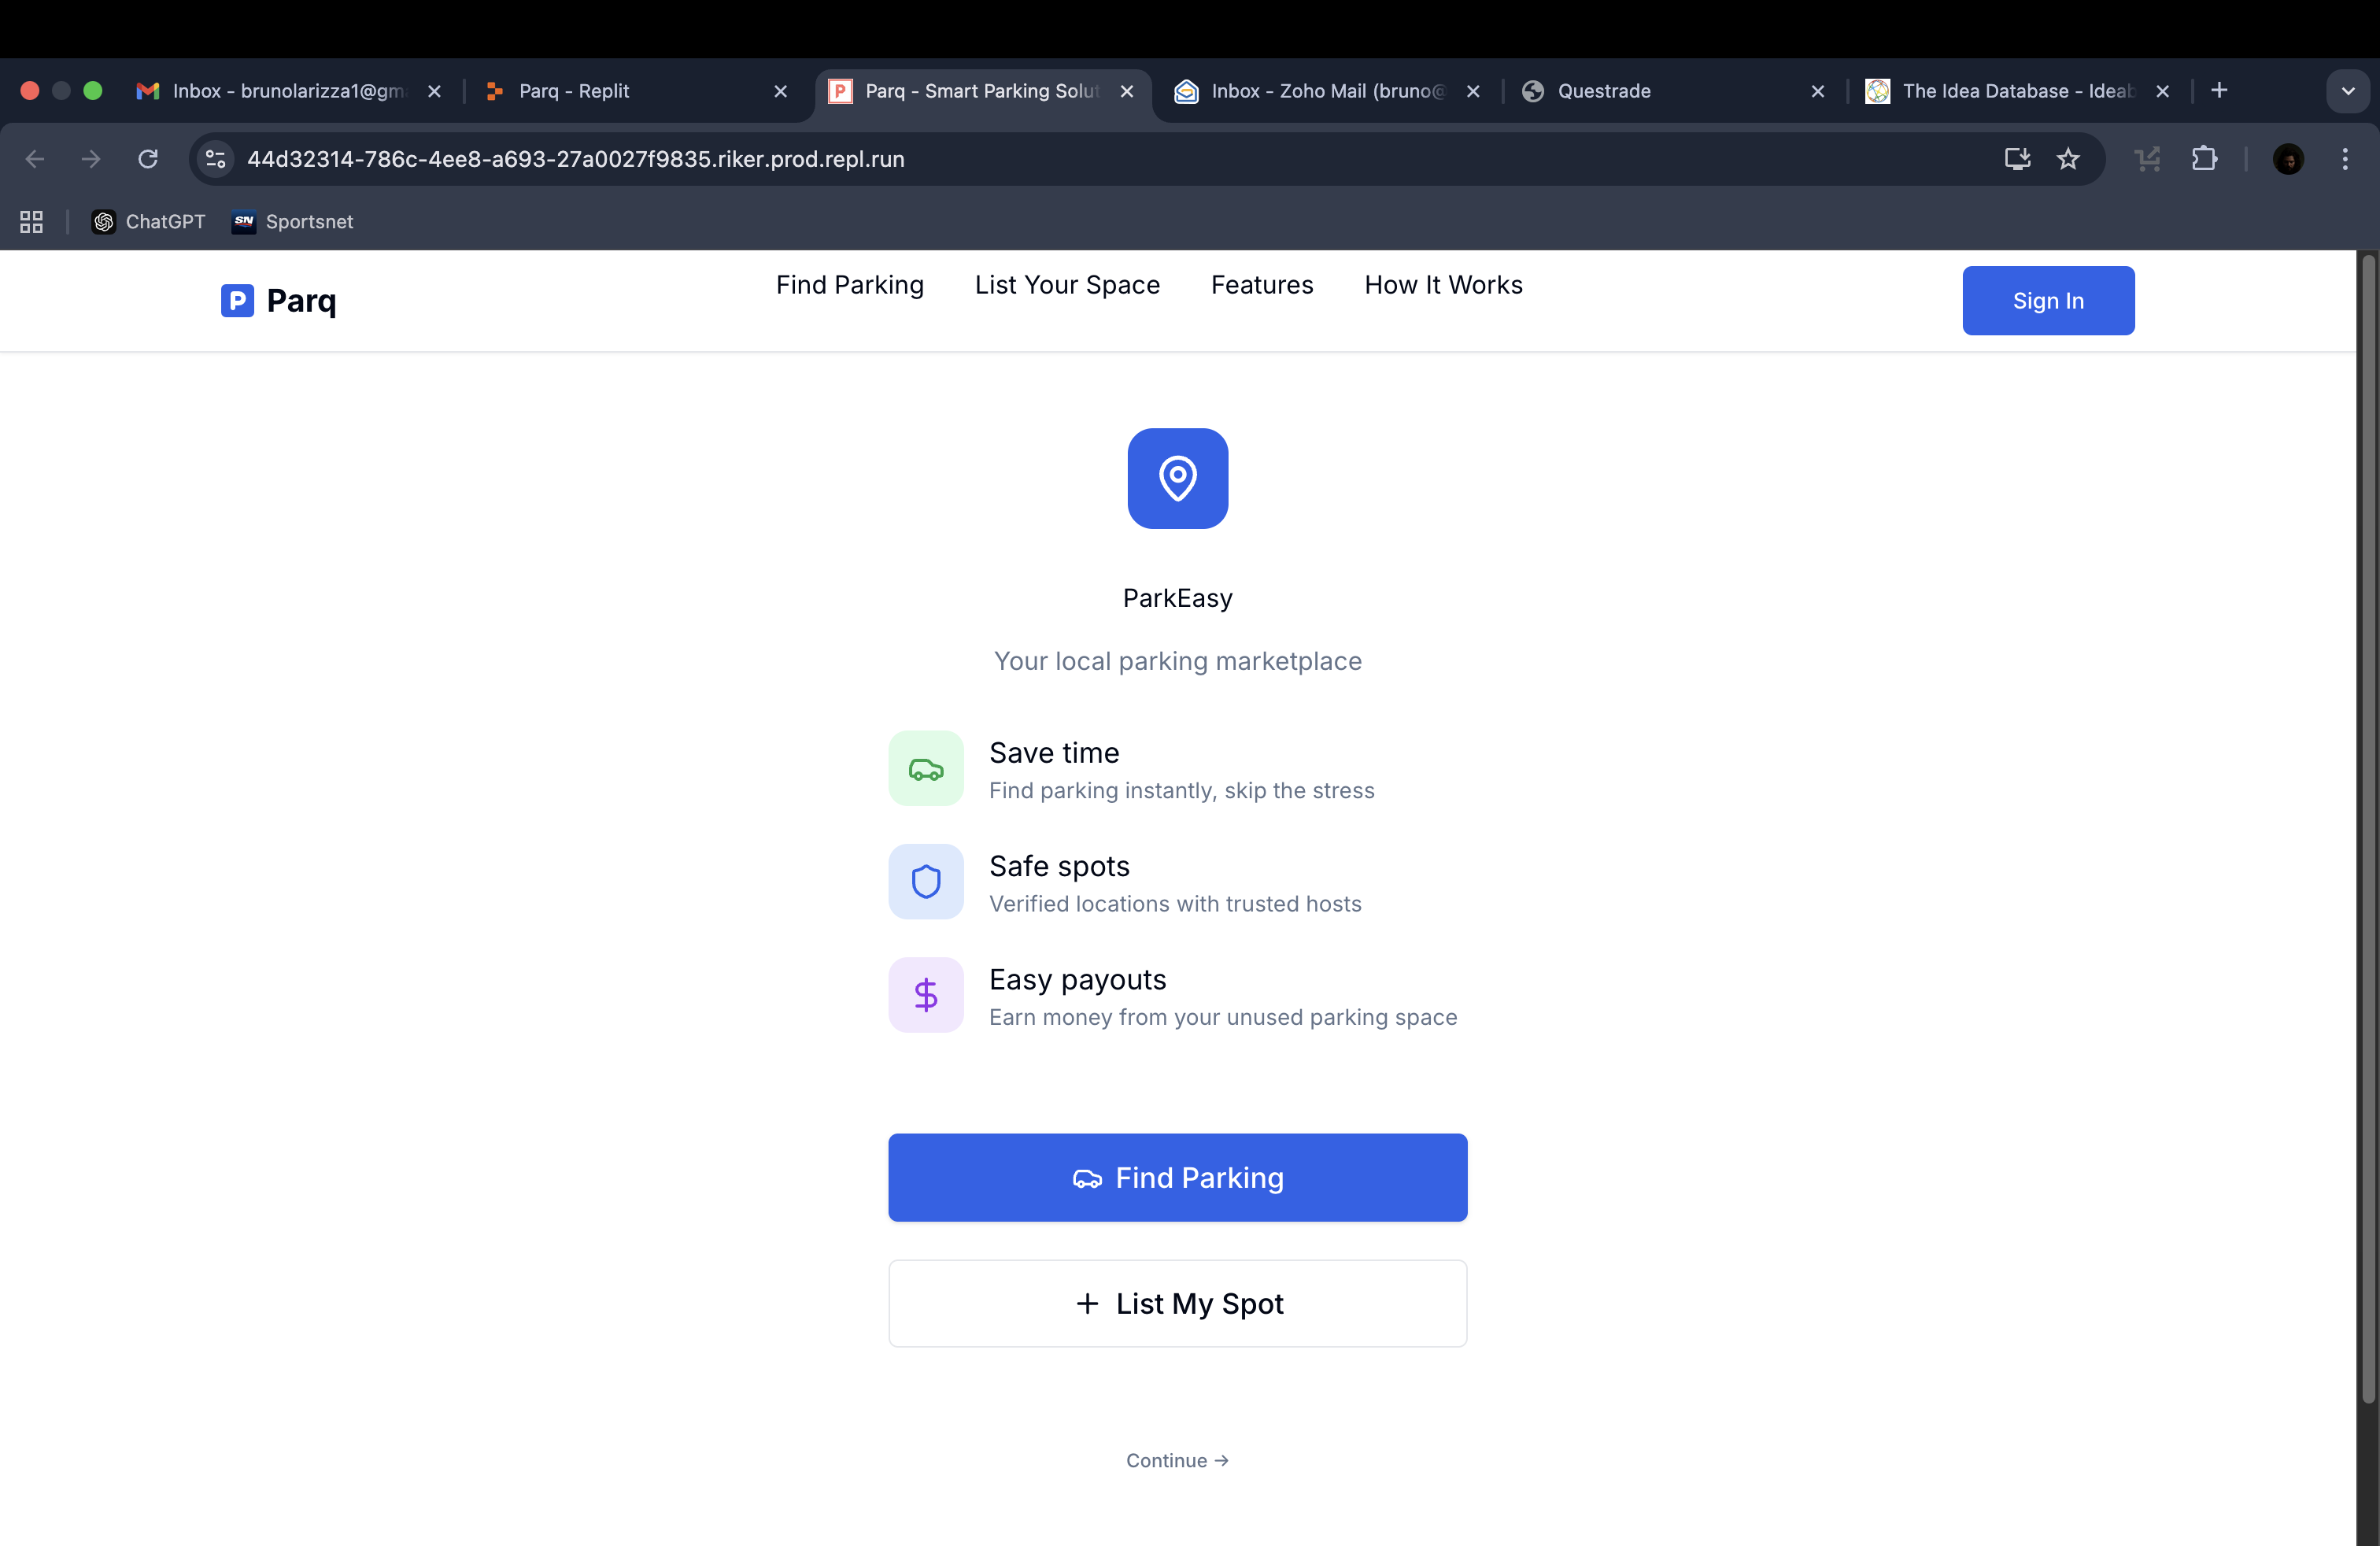 Inbox - brunolarizza1@gm
Parq - Replit
P
Parq - Smart Parking Solut
Inbox - Zoho Mail (bruno@
Questrade
The Idea Database - Ideab
44d32314-786c-4ee8-a693-27a0027f9835.riker.prod.repl.run
ChatGPT
SN
Sportsnet
P
Parq
Find Parking
List Your Space
Features
How It Works
Sign In
ParkEasy
Your local parking marketplace
Save time
Find parking instantly, skip the stress
Safe spots
Verified locations with trusted hosts
$
Easy payouts
Earn money from your unused parking space
Find Parking
+ List My Spot
Continue →